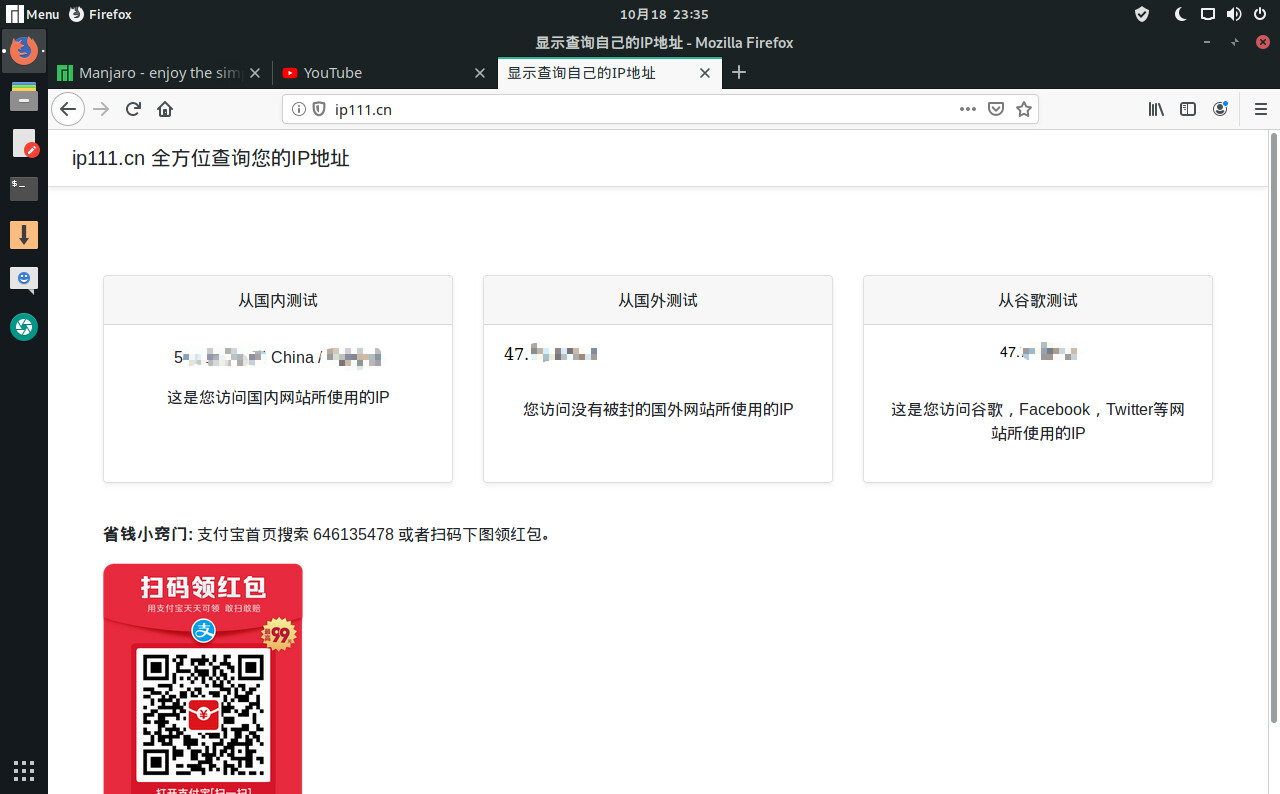 Menu Firefox 10月18 23:35
显示查询自己的IP地址 - Mozilla Firefox
Manjaro - enjoy the sim
YouTube
显示查询自己的IP地址
ip111.cn
ip111.cn 全方位查询您的IP地址
从国内测试
5
China /
这是您访问国内网站所使用的IP
从国外测试
47.
您访问没有被封的国外网站所使用的IP
从谷歌测试
47.
这是您访问谷歌，Facebook，Twitter等网
站所使用的IP
省钱小窍门: 支付宝首页搜索 646135478 或者扫码下图领红包。
扫码领红包
用支付宝天天可领 敢扫敢赔
支
最高99
¥
打开支付宝[扫一扫]
$_